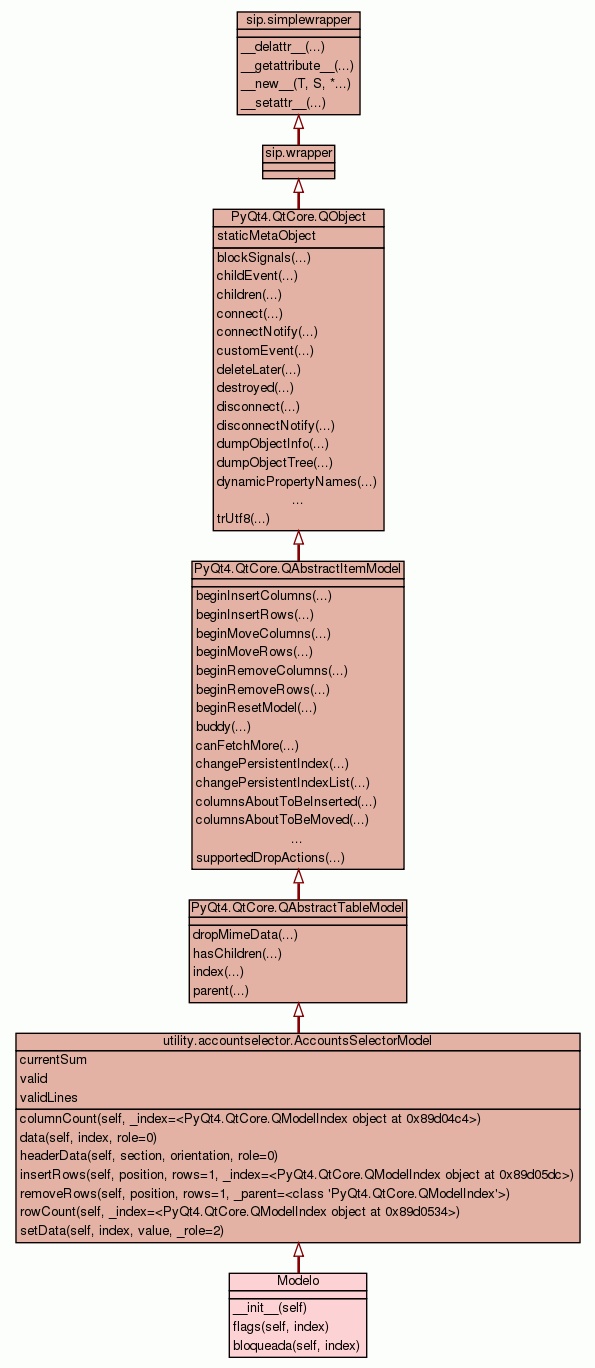 sip.simplewrapper
__delattr__(...)
__getattribute__(...)
__new__(T, S, *...)
__setattr__(...)
sip.wrapper
PyQt4.QtCore.QObject
staticMetaObject
blockSignals(...)
childEvent(...)
children(...)
connect(...)
connectNotify(...)
customEvent(...)
deleteLater(...)
destroyed(...)
disconnect(...)
disconnectNotify(...)
dumpObjectInfo(...)
dumpObjectTree(...)
dynamicPropertyNames(...)
...
trUtf8(...)
PyQt4.QtCore.QAbstractItemModel
beginInsertColumns(...)
beginInsertRows(...)
beginMoveColumns(...)
beginMoveRows(...)
beginRemoveColumns(...)
beginRemoveRows(...)
beginResetModel(...)
buddy(...)
canFetchMore(...)
changePersistentIndex(...)
changePersistentIndexList(...)
columnsAboutToBeInserted(...)
columnsAboutToBeMoved(...)
...
supportedDropActions(...)
PyQt4.QtCore.QAbstractTableModel
dropMimeData(...)
hasChildren(...)
index(...)
parent(...)
utility.accountselector.AccountsSelectorModel
currentSum
valid
validLines
columnCount(self, _index=<PyQt4.QtCore.QModelIndex object at 0x89d04c4>)
data(self, index, role=0)
headerData(self, section, orientation, role=0)
insertRows(self, position, rows=1, _index=<PyQt4.QtCore.QModelIndex object at 0x89d05dc>)
removeRows(self, position, rows=1, _parent=<class 'PyQt4.QtCore.QModelIndex'>)
rowCount(self, _index=<PyQt4.QtCore.QModelIndex object at 0x89d0534>)
setData(self, index, value, _role=2)
Modelo
__init__(self)
flags(self, index)
bloqueada(self, index)